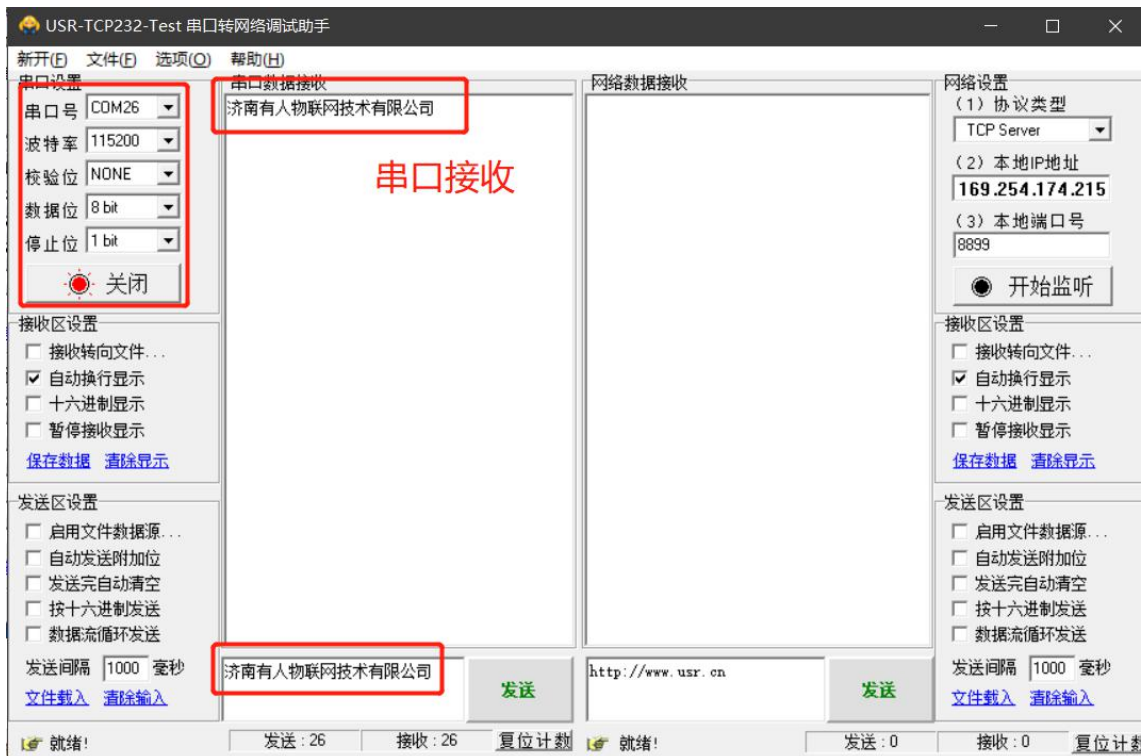 USR-TCP232-Test 串口转网络调试助手
新开(F) 文件(F) 选项(O) 帮助(H)
串口设置
串口号 COM26
波特率 115200
校验位 NONE
数据位 8 bit
停止位 1 bit
关闭
接收区设置
接收转向文件...
自动换行显示
十六进制显示
暂停接收显示
保存数据 清除显示
发送区设置
启用文件数据源...
自动发送附加位
发送完自动清空
按十六进制发送
数据流循环发送
发送间隔 1000 毫秒
文件载入 清除输入
就绪!
串口数据接收
济南有人物联网技术有限公司
串口接收
济南有人物联网技术有限公司
发送
发送:26 接收:26 复位计数
网络数据接收
http://www.usr.cn
发送
就绪!
发送:0 接收:0 复位计数
网络设置
(1) 协议类型
TCP Server
(2) 本地IP地址
169.254.174.215
(3) 本地端口号
8899
开始监听
接收区设置
接收转向文件...
自动换行显示
十六进制显示
暂停接收显示
保存数据 清除显示
发送区设置
启用文件数据源...
自动发送附加位
发送完自动清空
按十六进制发送
数据流循环发送
发送间隔 1000 毫秒
文件载入 清除输入